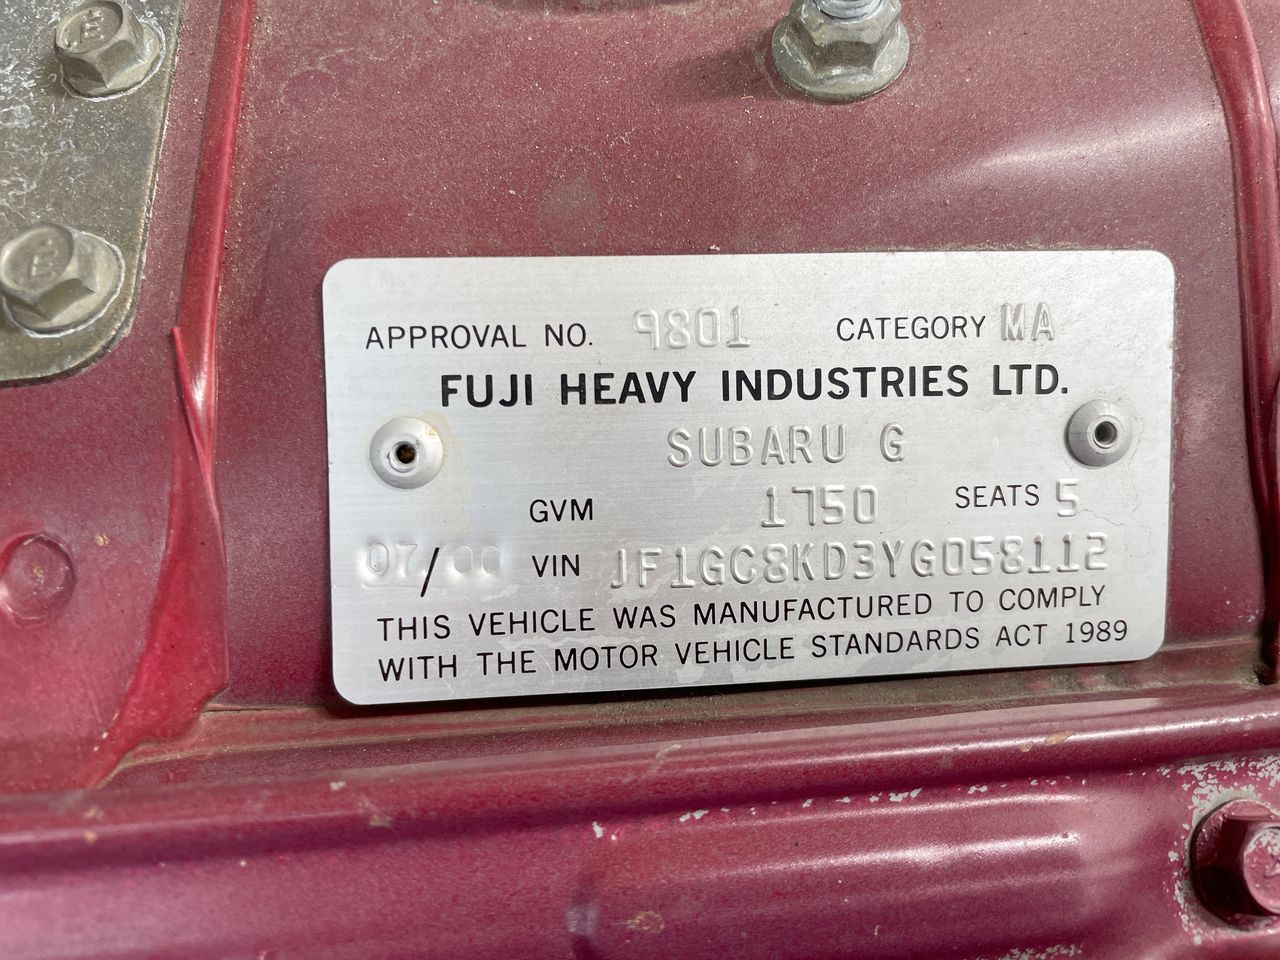 APPROVAL NO. 9801 CATEGORY MA
FUJI HEAVY INDUSTRIES LTD.
SUBARU G
GVM 1750 SEATS 5
07/00 VIN JF1GC8KD3YG058112
THIS VEHICLE WAS MANUFACTURED TO COMPLY
WITH THE MOTOR VEHICLE STANDARDS ACT 1989